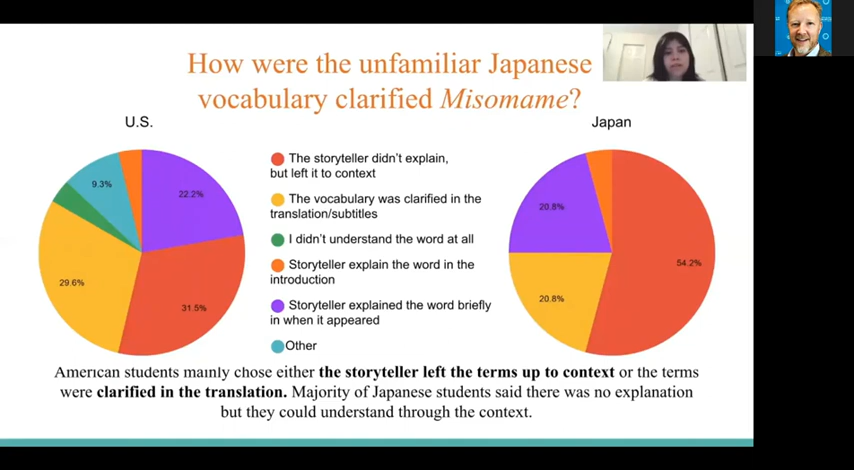 How were the unfamiliar Japanese
vocabulary clarified Misomame?
U.S.
Japan
The storyteller didn't explain,
but left it to context
The vocabulary was clarified in the
translation/subtitles
I didn't understand the word at all
Storyteller explain the word in the
introduction
Storyteller explained the word briefly
in when it appeared
Other
9.3%
22.2%
29.6%
31.5%
20.8%
54.2%
20.8%
American students mainly chose either the storyteller left the terms up to context or the terms
were clarified in the translation. Majority of Japanese students said there was no explanation
but they could understand through the context.